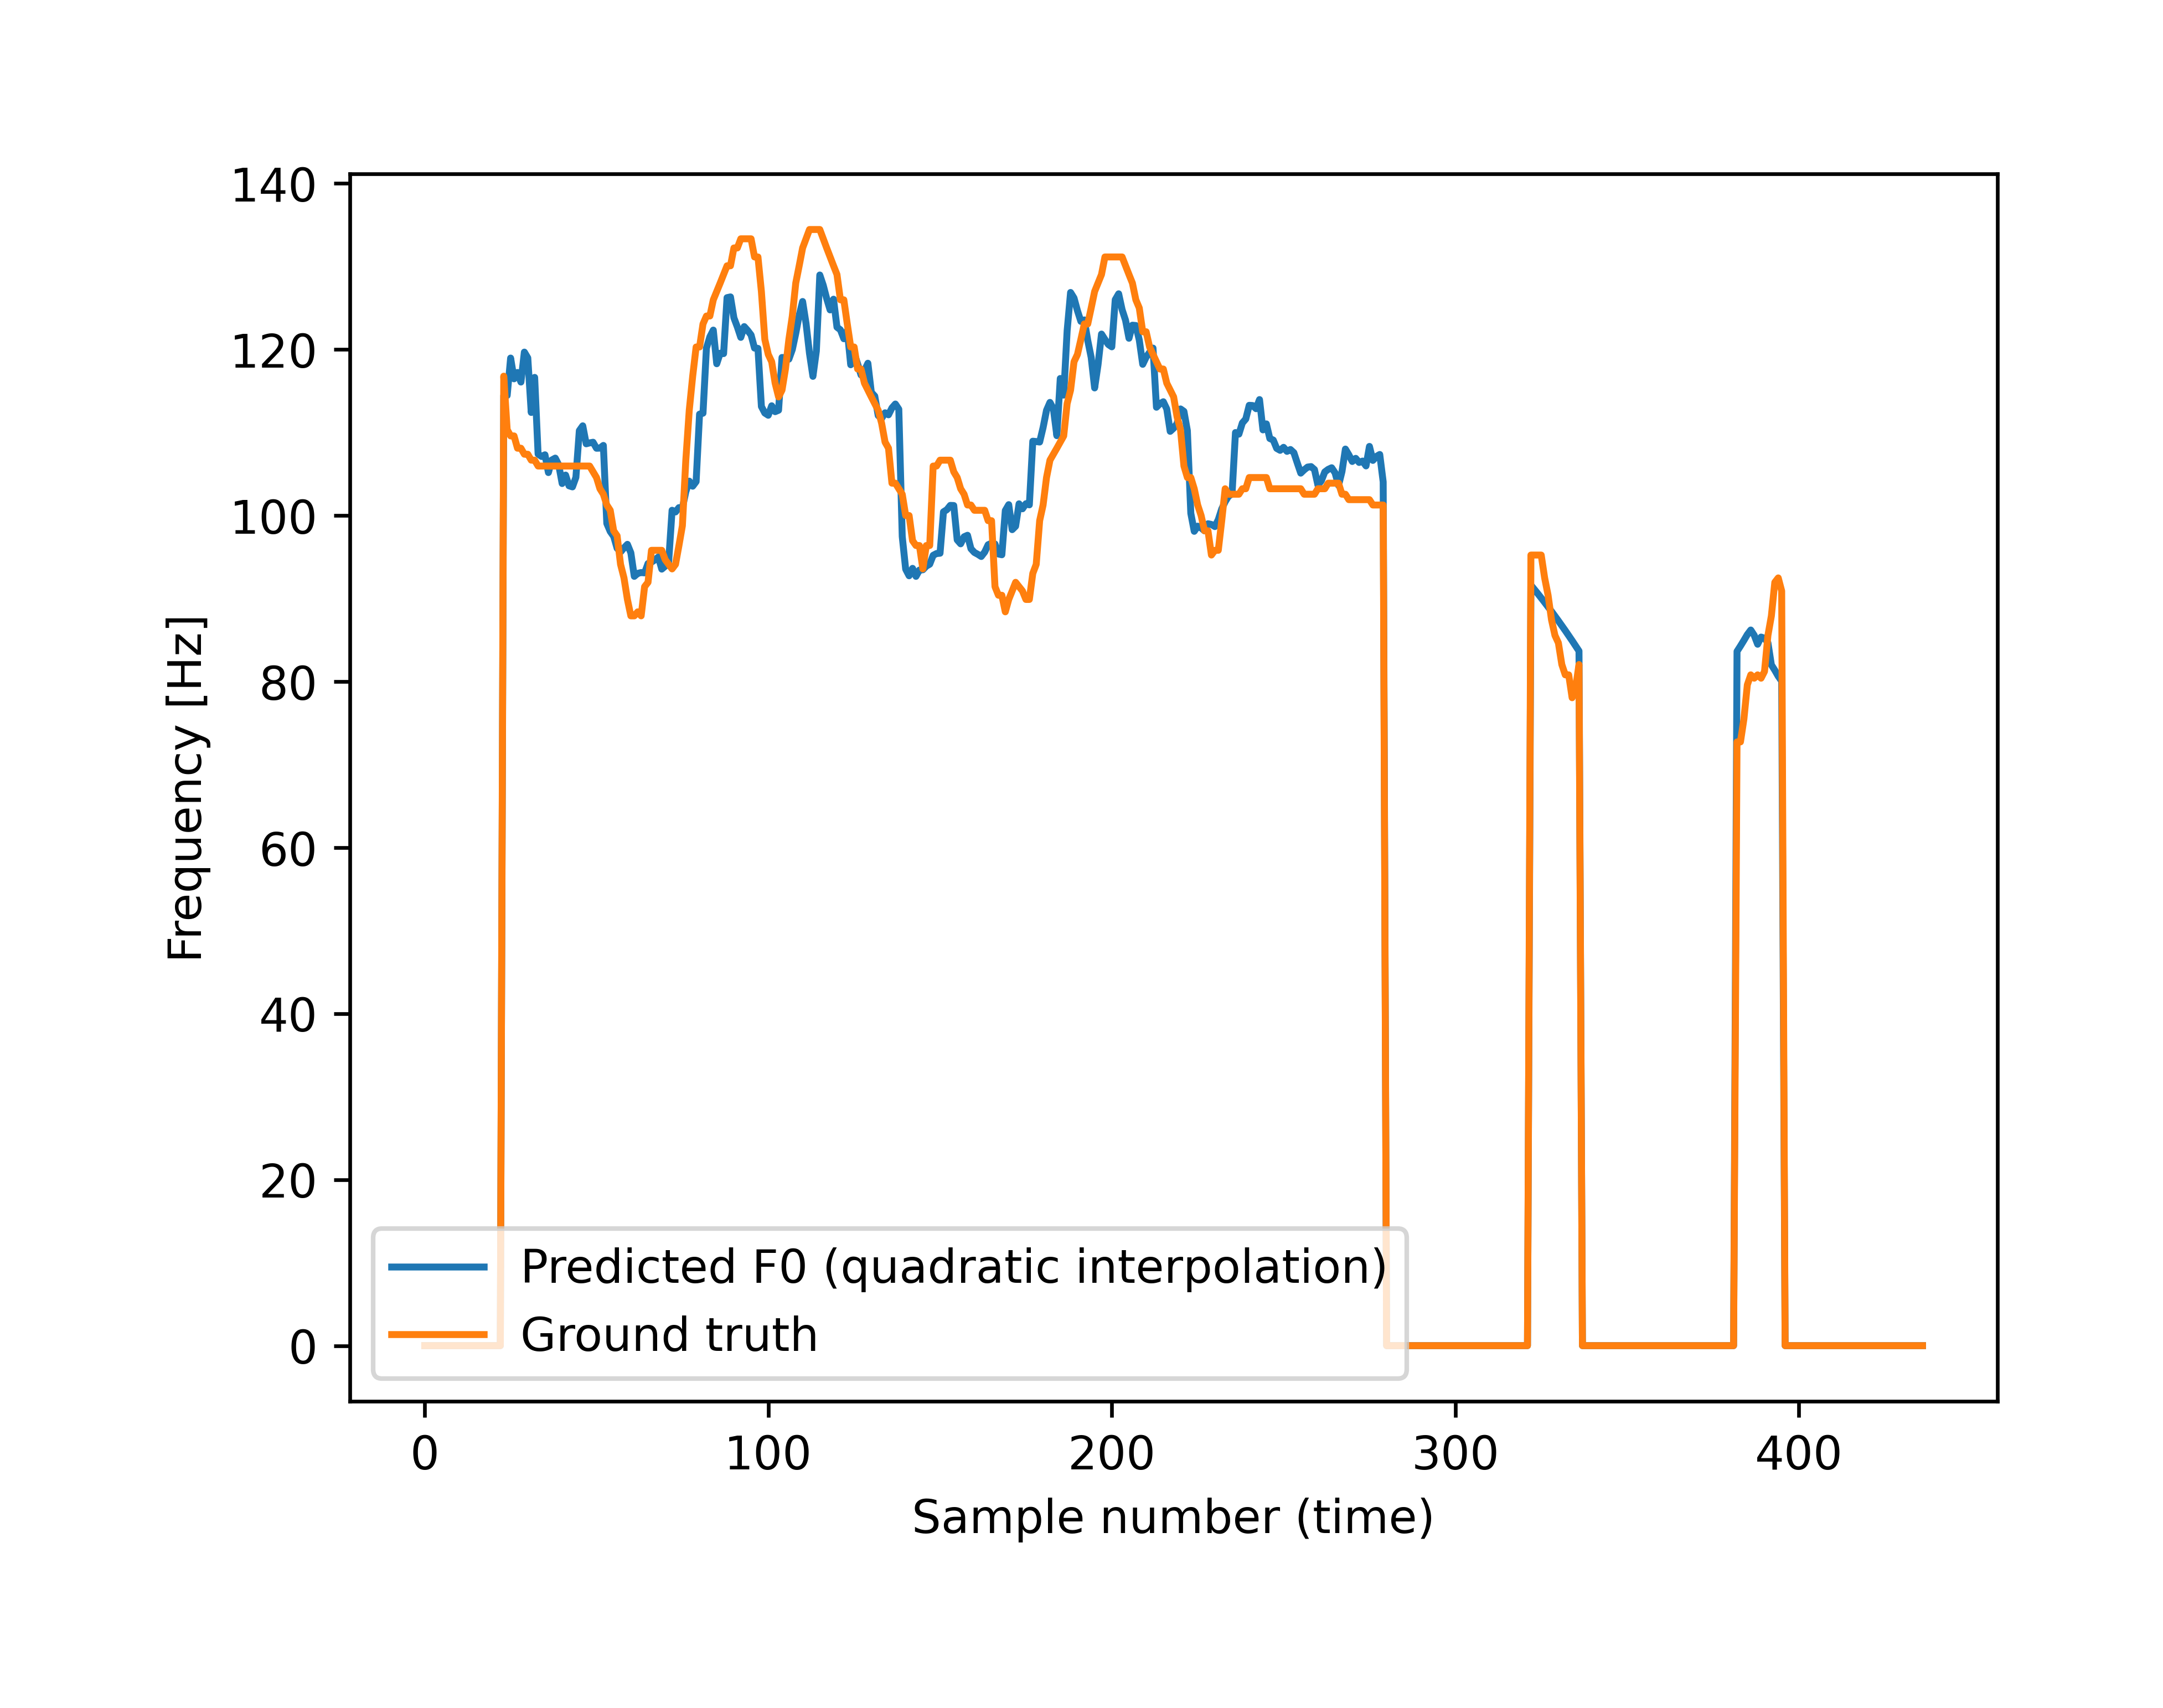 140
120
100
80
60
40
20
0
Frequency [Hz]
Predicted F0 (quadratic interpolation)
Ground truth
0 100 200 300 400
Sample number (time)